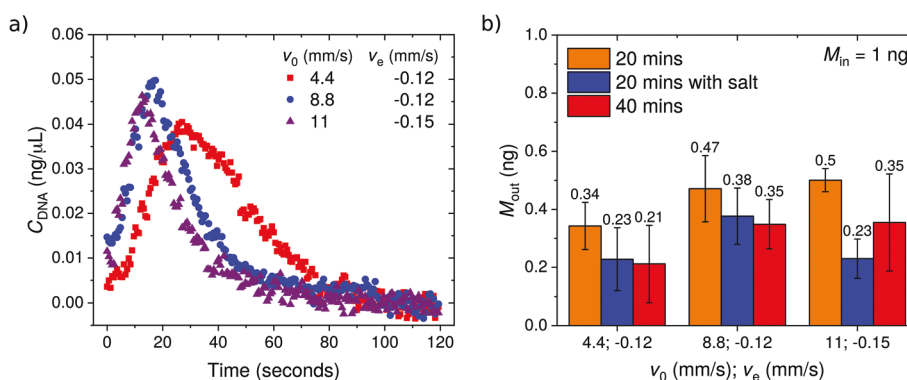 a)
C_DNA (ng/μL)
0.05
0.04
0.03
0.02
0.01
0.00
v₀ (mm/s) vₑ (mm/s)
4.4 -0.12
8.8 -0.12
11 -0.15
0 20 40 60 80 100 120
Time (seconds)
b)
M_out (ng)
1.0
0.8
0.6
0.4
0.2
0.0
20 mins
20 mins with salt
40 mins
M_in = 1 ng
0.34 0.23 0.21
0.47 0.38 0.35
0.5 0.23 0.35
4.4; -0.12 8.8; -0.12 11; -0.15
v₀ (mm/s); vₑ (mm/s)